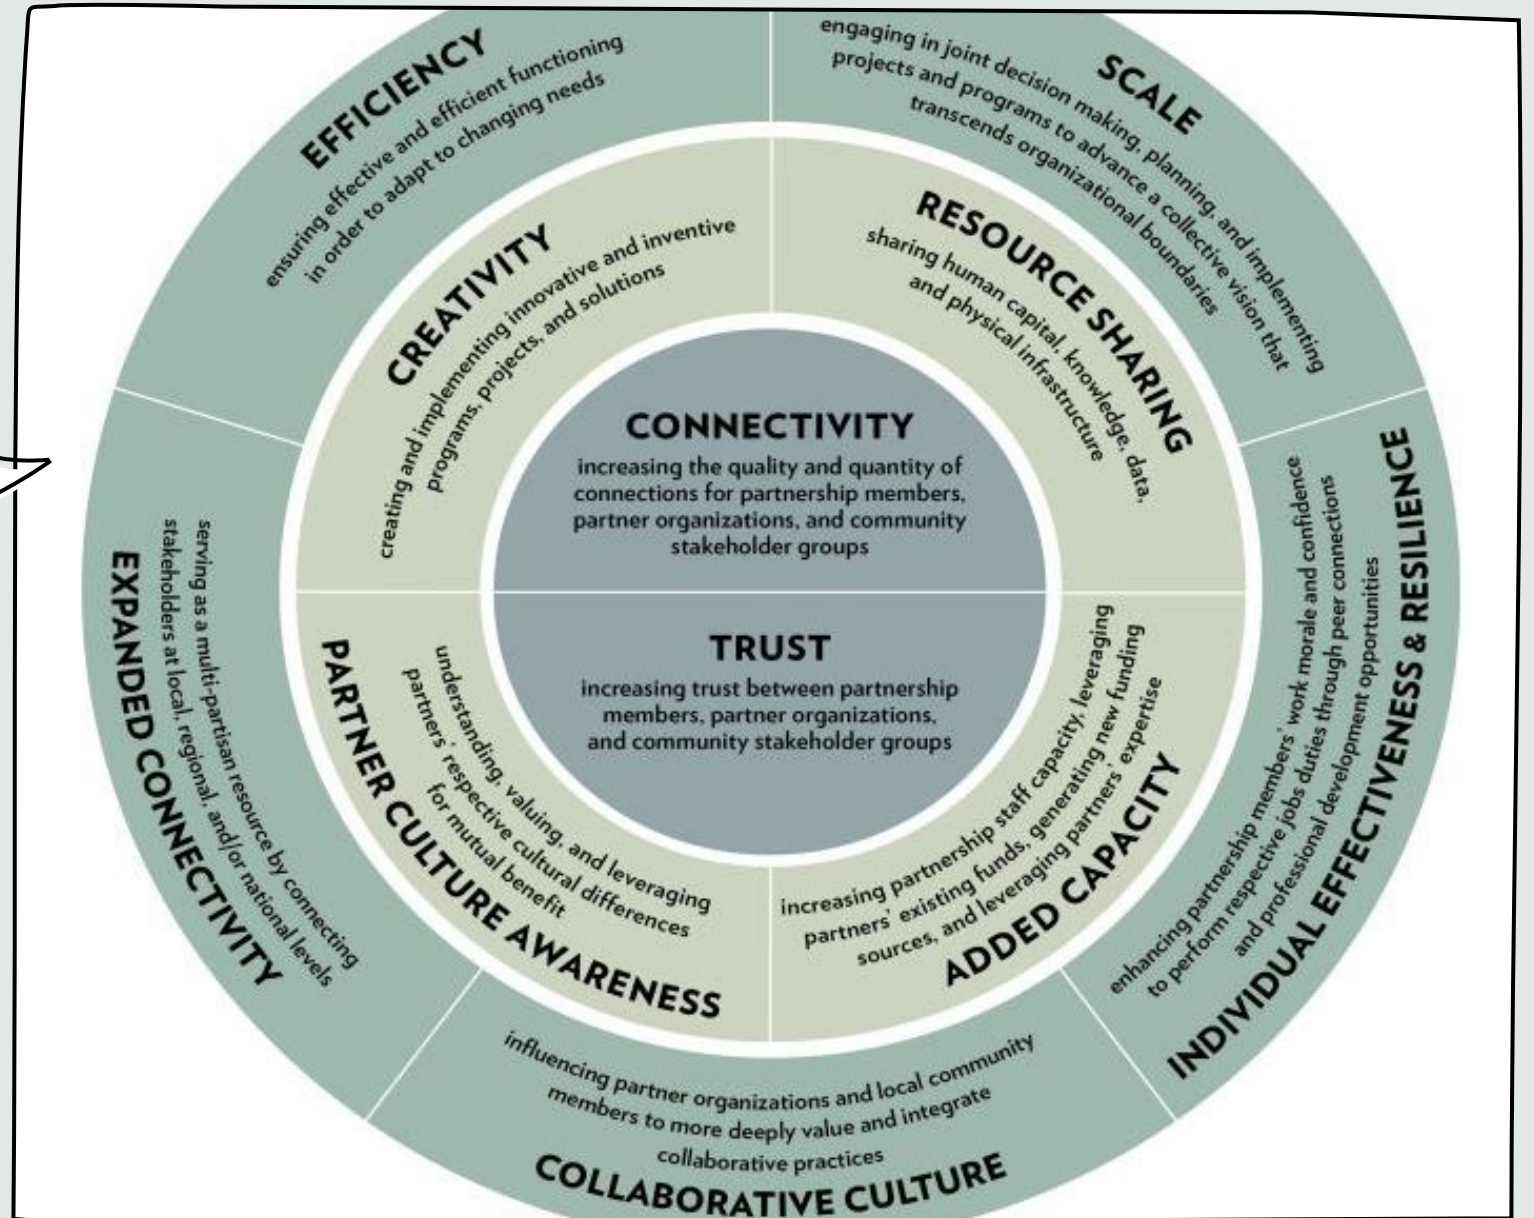 EFFICIENCY
ensuring effective and efficient functioning
in order to adapt to changing needs
SCALE
engaging in joint decision making, planning, and implementing
projects and programs to advance a collective vision that
transcends organizational boundaries
CREATIVITY
creating and implementing innovative and inventive
programs, projects, and solutions
RESOURCE SHARING
sharing human capital, knowledge, data,
and physical infrastructure
CONNECTIVITY
increasing the quality and quantity of
connections for partnership members,
partner organizations, and community
stakeholder groups
TRUST
increasing trust between partnership
members, partner organizations,
and community stakeholder groups
EXPANDED CONNECTIVITY
serving as a multi-partisan resource by connecting
stakeholders at local, regional, and/or national levels
understanding, valuing, and leveraging
partners' respective cultural differences
for mutual benefit
PARTNER CULTURE AWARENESS
increasing partnership staff capacity, leveraging
partners' existing funds, generating new funding
sources, and leveraging partners' expertise
ADDED CAPACITY
enhancing partnership members' work morale and confidence
to perform respective jobs duties through peer connections
and professional development opportunities
INDIVIDUAL EFFECTIVENESS & RESILIENCE
influencing partner organizations and local community
members to more deeply value and integrate
collaborative practices
COLLABORATIVE CULTURE